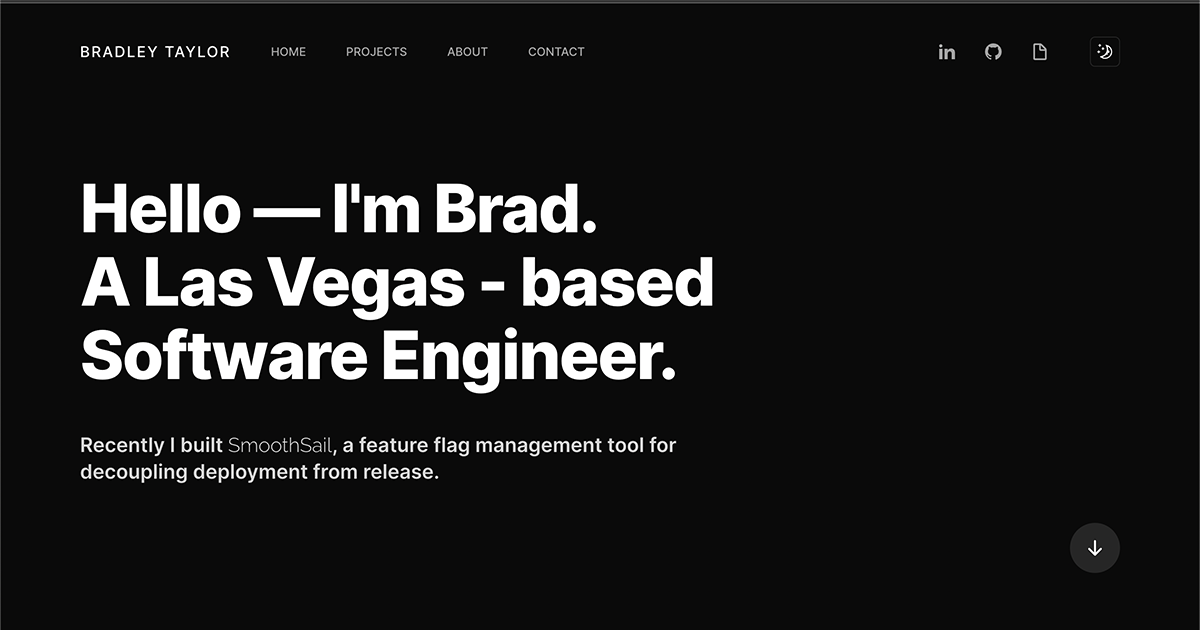 BRADLEY TAYLOR HOME PROJECTS ABOUT CONTACT in
Hello — I'm Brad.
A Las Vegas - based
Software Engineer.
Recently I built SmoothSail, a feature flag management tool for
decoupling deployment from release.